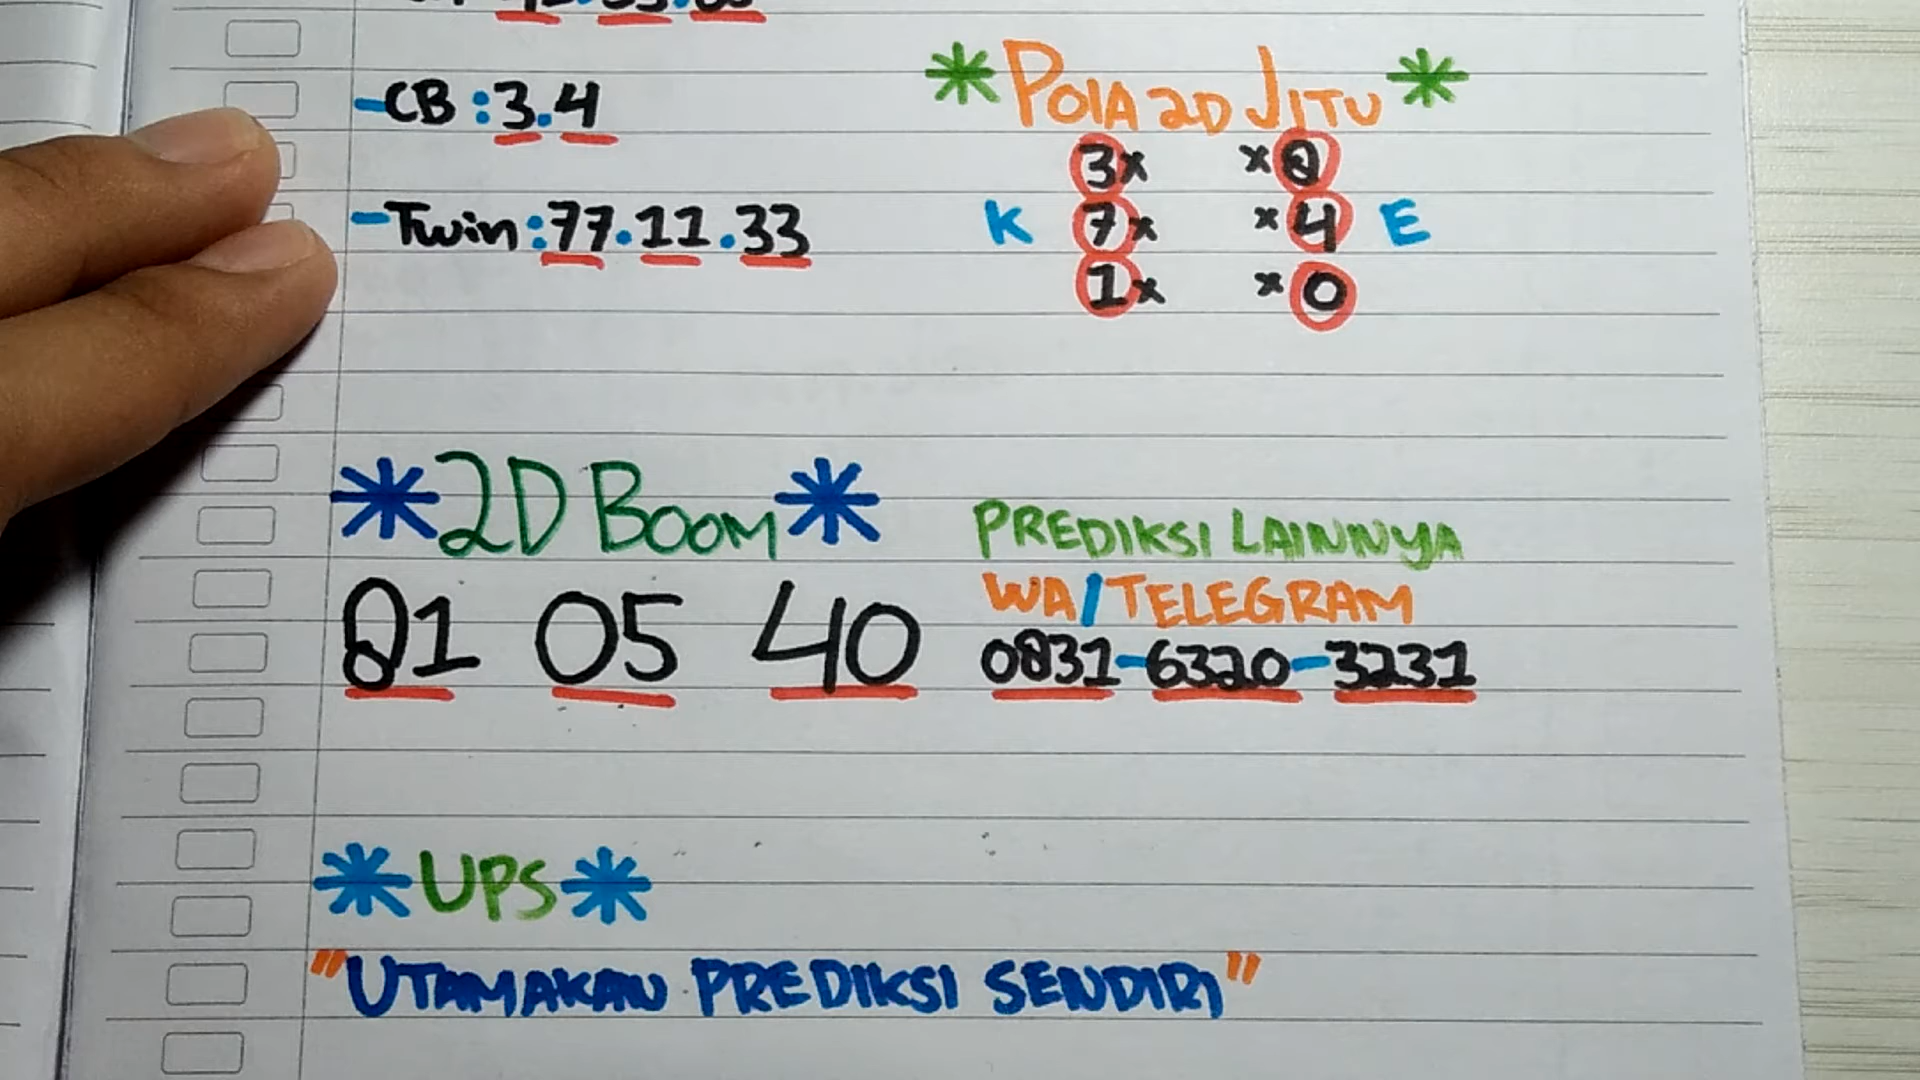 -CB : 3.4
-Twin : 77.11.33
* POlA 2D JITU *
3x x8
K 7x x4 E
1x x0
* 2D BOOM *
81 05 40
PREDIKSI LAINNYA
WA/TELEGRAM
0831-6320-3231
* UPS *
"UTAMAKAN PREDIKSI SENDIRI"